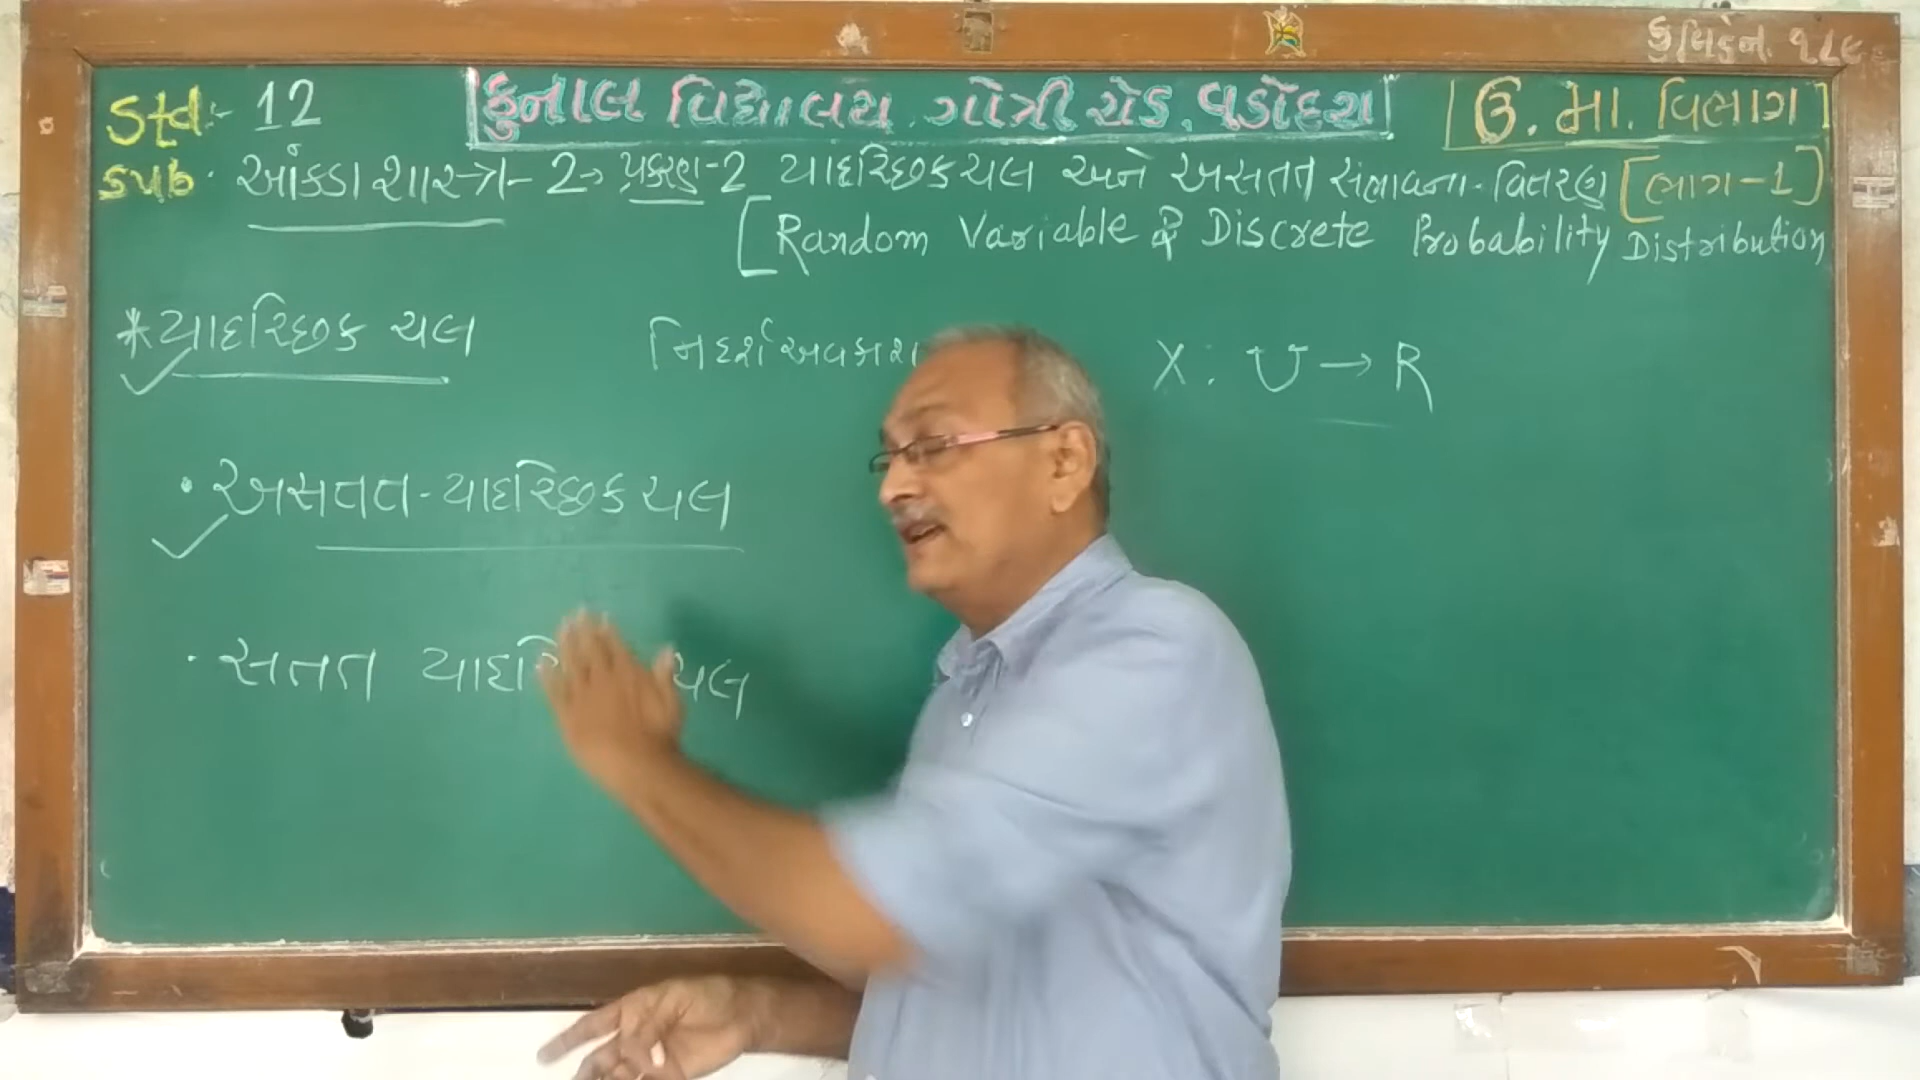 Std:- 12
કુનાલ વિદ્યાલય. ગોત્રી રોડ. વડોદરા
ઉ. મા. વિભાગ
Sub. આંકડાશાસ્ત્ર-2 → પ્રકરણ-2 યાદચ્છિક ચલ અને અસતત સંભાવના-વિતરણ [ભાગ-1]
[Random Variable & Discrete Probability Distribution
* યાદચ્છિક ચલ
નિદર્શઅવકાશ
X: U → R
• અસતત-યાદચ્છિક ચલ
• સતત ચલ